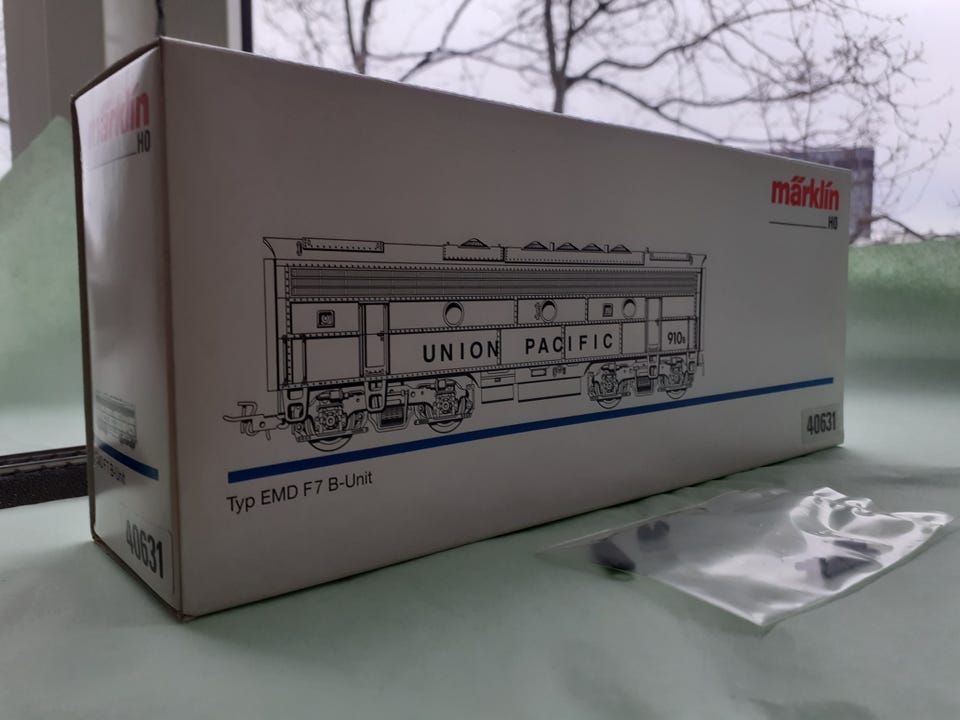 märklin
HO
40631
märklin
HO
UNION PACIFIC
910B
Typ EMD F7 B-Unit
40631